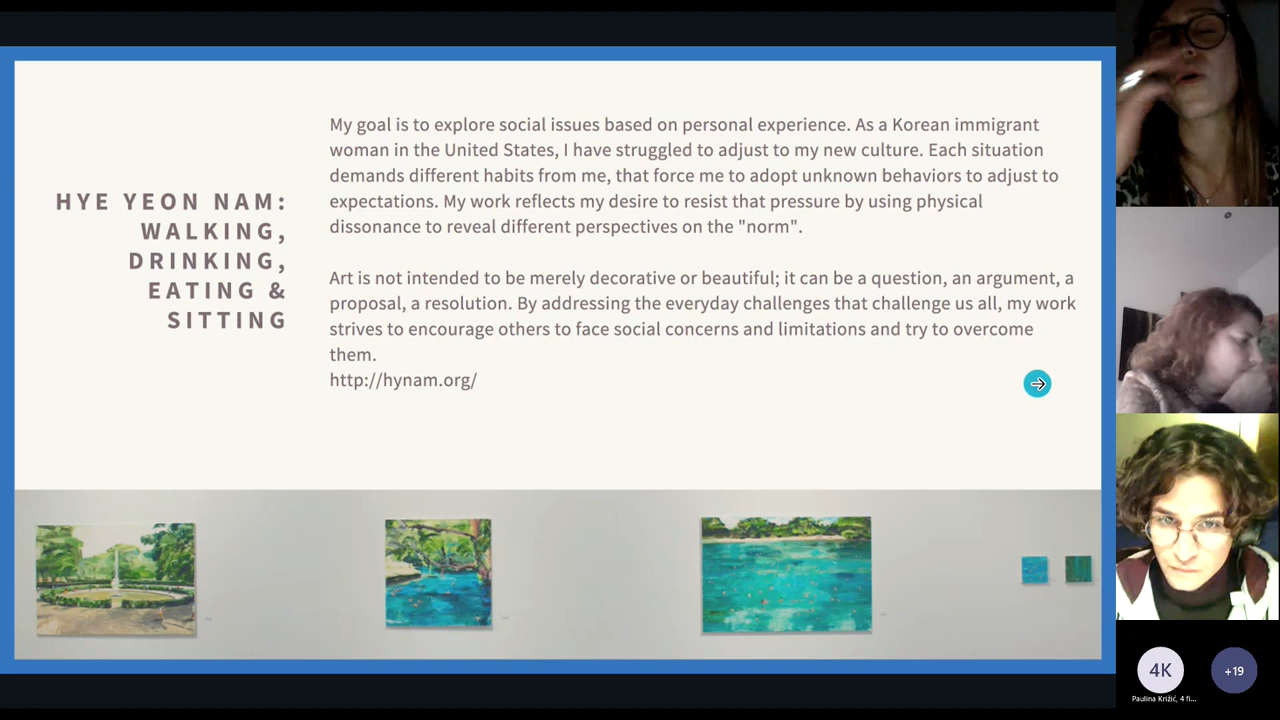 HYE YEON NAM:
WALKING,
DRINKING,
EATING &
SITTING
My goal is to explore social issues based on personal experience. As a Korean immigrant
woman in the United States, I have struggled to adjust to my new culture. Each situation
demands different habits from me, that force me to adopt unknown behaviors to adjust to
expectations. My work reflects my desire to resist that pressure by using physical
dissonance to reveal different perspectives on the "norm".
Art is not intended to be merely decorative or beautiful; it can be a question, an argument, a
proposal, a resolution. By addressing the everyday challenges that challenge us all, my work
strives to encourage others to face social concerns and limitations and try to overcome
them.
http://hynam.org/
4K
+19
Paulina Križić, 4 fi...